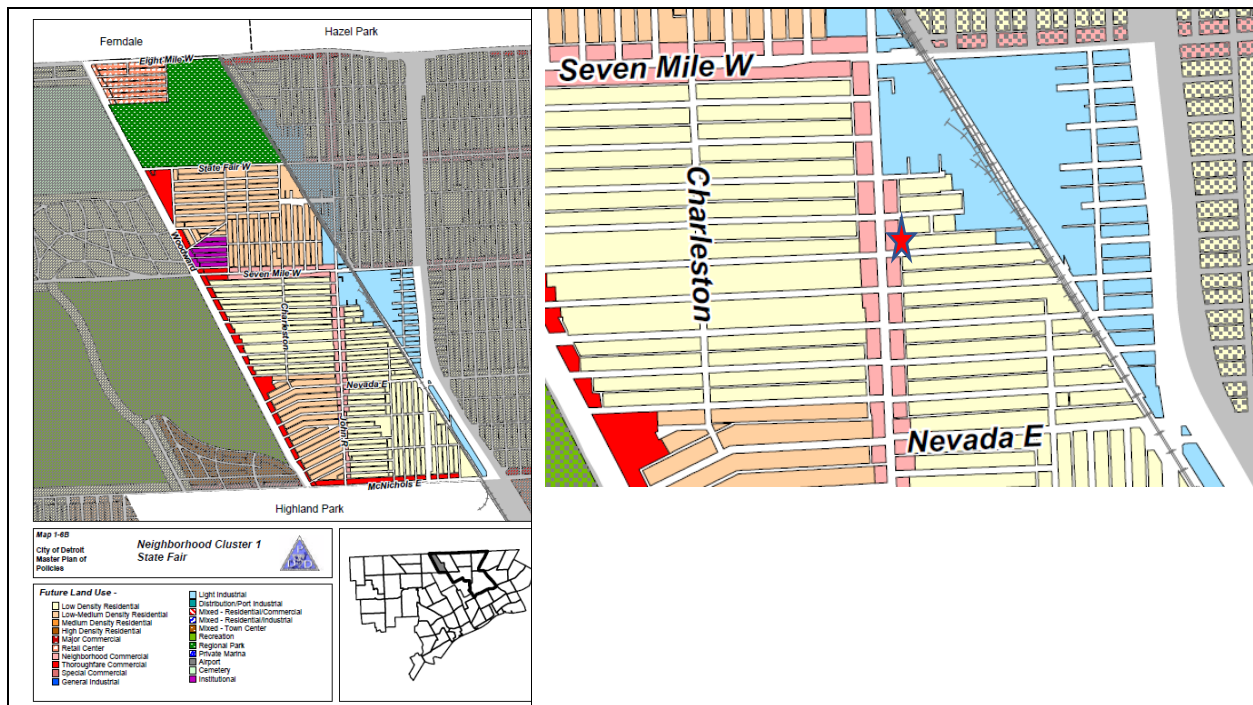 Ferndale
Hazel Park
Eight Mile W
State Fair W
Woodward
Seven Mile W
Charleston
Nevada E
John R
McNichols E
Highland Park
Map 1-6B
City of Detroit
Master Plan of
Policies
Neighborhood Cluster 1
State Fair
Future Land Use -
Low Density Residential
Low-Medium Density Residential
Medium Density Residential
High Density Residential
Major Commercial
Retail Center
Neighborhood Commercial
Thoroughfare Commercial
Special Commercial
General Industrial
Light Industrial
Distribution/Port Industrial
Mixed - Residential/Commercial
Mixed - Residential/Industrial
Mixed - Town Center
Recreation
Regional Park
Private Marina
Airport
Cemetery
Institutional
Seven Mile W
Charleston
Nevada E